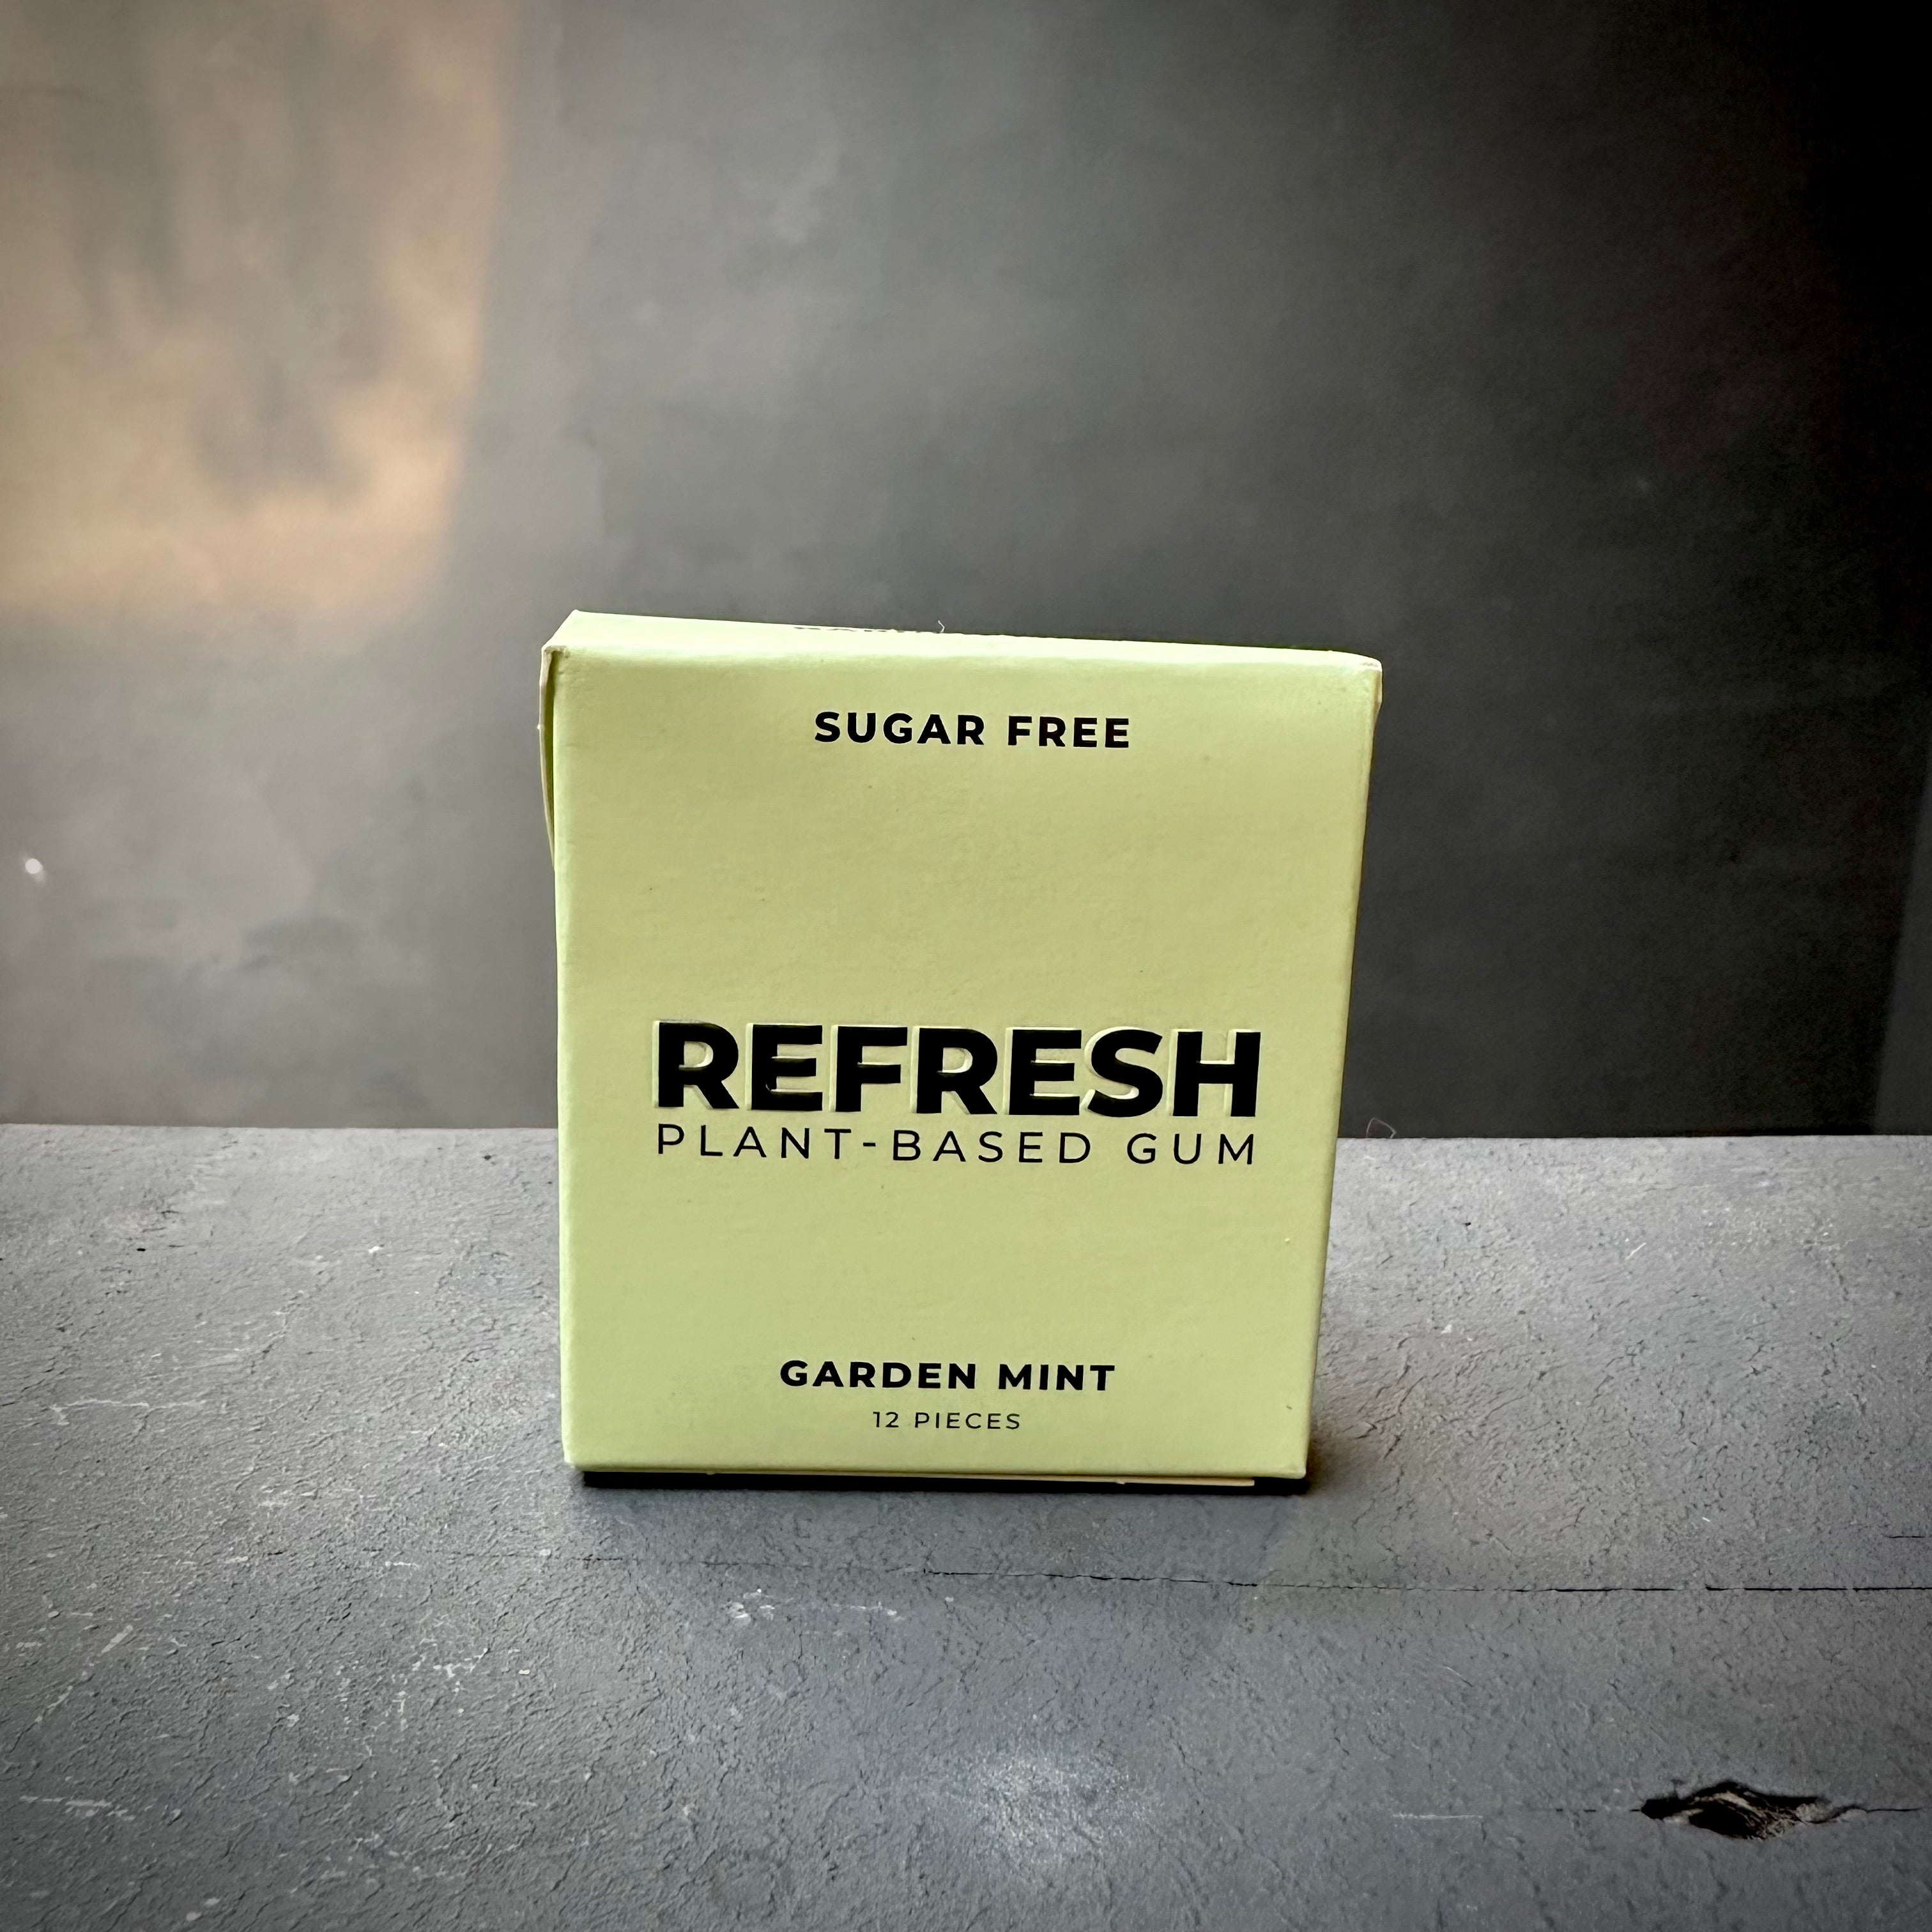 SUGAR FREE
REFRESH
PLANT-BASED GUM
GARDEN MINT
12 PIECES